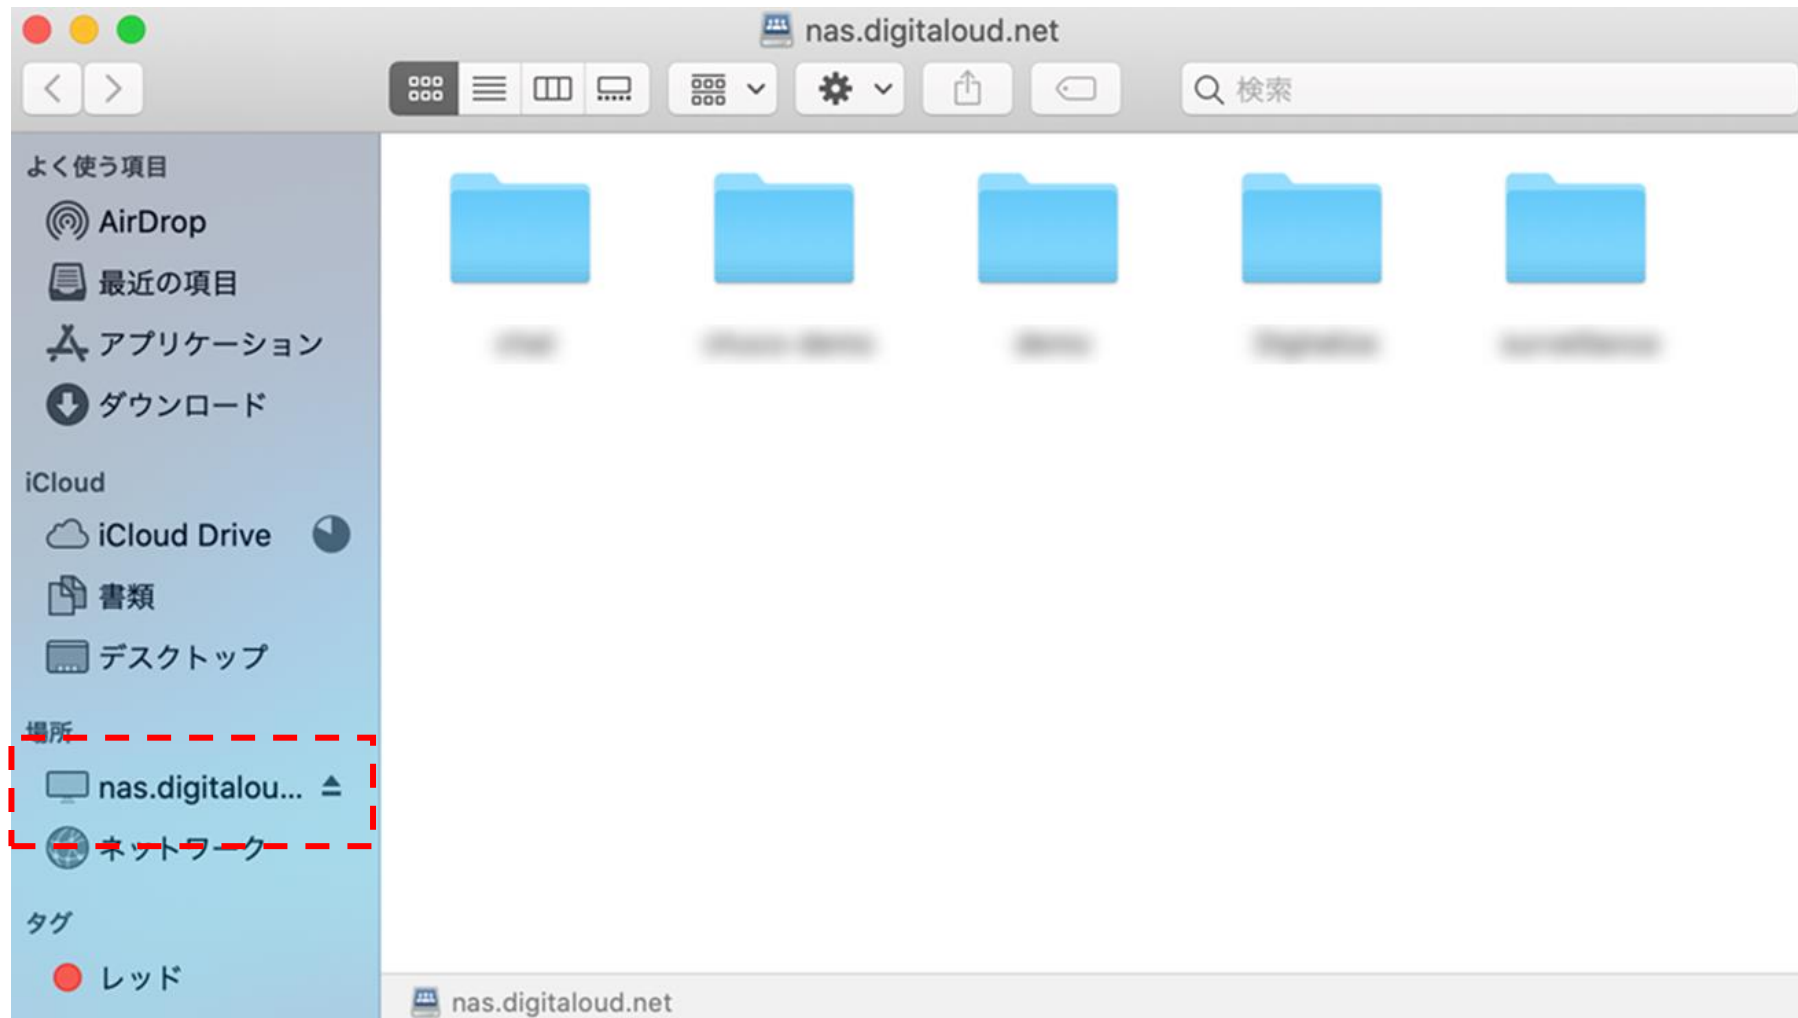 nas.digitaloud.net
検索
よく使う項目
AirDrop
最近の項目
アプリケーション
ダウンロード
iCloud
iCloud Drive
書類
デスクトップ
場所
nas.digitalou...
ネットワーク
タグ
レッド
nas.digitaloud.net